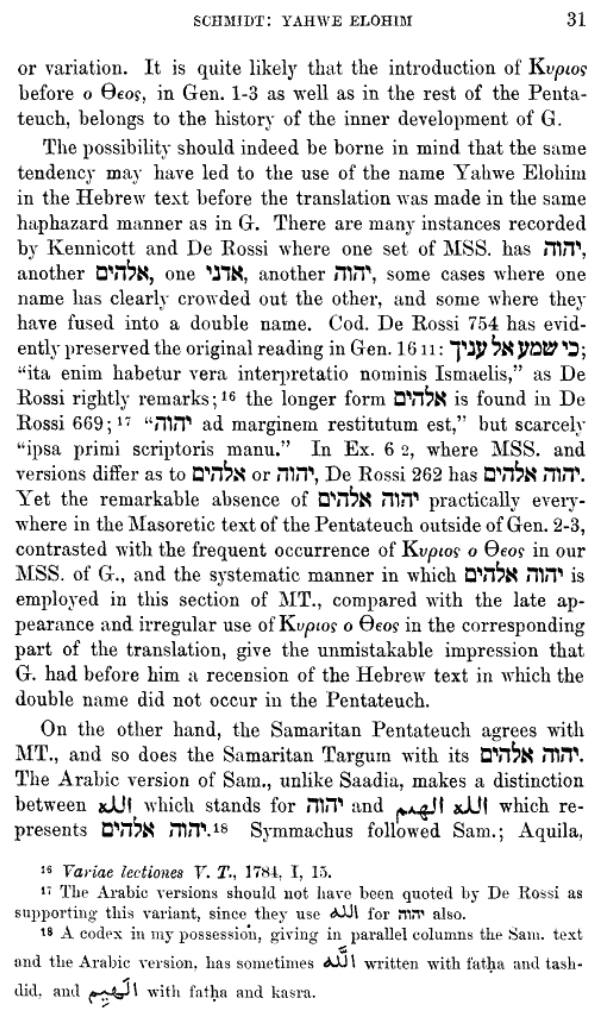 SCHMIDT: YAHWE ELOHIM 31
or variation. It is quite likely that the introduction of Κυριος
before ο Θεος, in Gen. 1-3 as well as in the rest of the Penta-
teuch, belongs to the history of the inner development of G.
The possibility should indeed be borne in mind that the same
tendency may have led to the use of the name Yahwe Elohim
in the Hebrew text before the translation was made in the same
haphazard manner as in G. There are many instances recorded
by Kennicott and De Rossi where one set of MSS. has יהוה,
another אלהים, one אדני, another יהוה, some cases where one
name has clearly crowded out the other, and some where they
have fused into a double name. Cod. De Rossi 754 has evid-
ently preserved the original reading in Gen. 16 11: כי שמע אל עניך;
“ita enim habetur vera interpretatio nominis Ismaelis,” as De
Rossi rightly remarks;16 the longer form אלהים is found in De
Rossi 669;17 “יהוה ad marginem restitutum est,” but scarcely
“ipsa primi scriptoris manu.” In Ex. 6 2, where MSS. and
versions differ as to אלהים or יהוה, De Rossi 262 has יהוה אלהים.
Yet the remarkable absence of יהוה אלהים practically every-
where in the Masoretic text of the Pentateuch outside of Gen. 2-3,
contrasted with the frequent occurrence of Κυριος ο Θεος in our
MSS. of G., and the systematic manner in which יהוה אלהים is
employed in this section of MT., compared with the late ap-
pearance and irregular use of Κυριος ο Θεος in the corresponding
part of the translation, give the unmistakable impression that
G. had before him a recension of the Hebrew text in which the
double name did not occur in the Pentateuch.
On the other hand, the Samaritan Pentateuch agrees with
MT., and so does the Samaritan Targum with its יהוה אלהים.
The Arabic version of Sam., unlike Saadia, makes a distinction
between الله which stands for יהוה and الله الهيم which re-
presents יהוה אלהים.18 Symmachus followed Sam.; Aquila,
16 Variae lectiones V. T., 1784, I, 15.
17 The Arabic versions should not have been quoted by De Rossi as
supporting this variant, since they use الله for יהוה also.
18 A codex in my possession, giving in parallel columns the Sam. text
and the Arabic version, has sometimes اللَّه written with fatḥa and tash-
did, and الَهِيم with fatḥa and kasra.